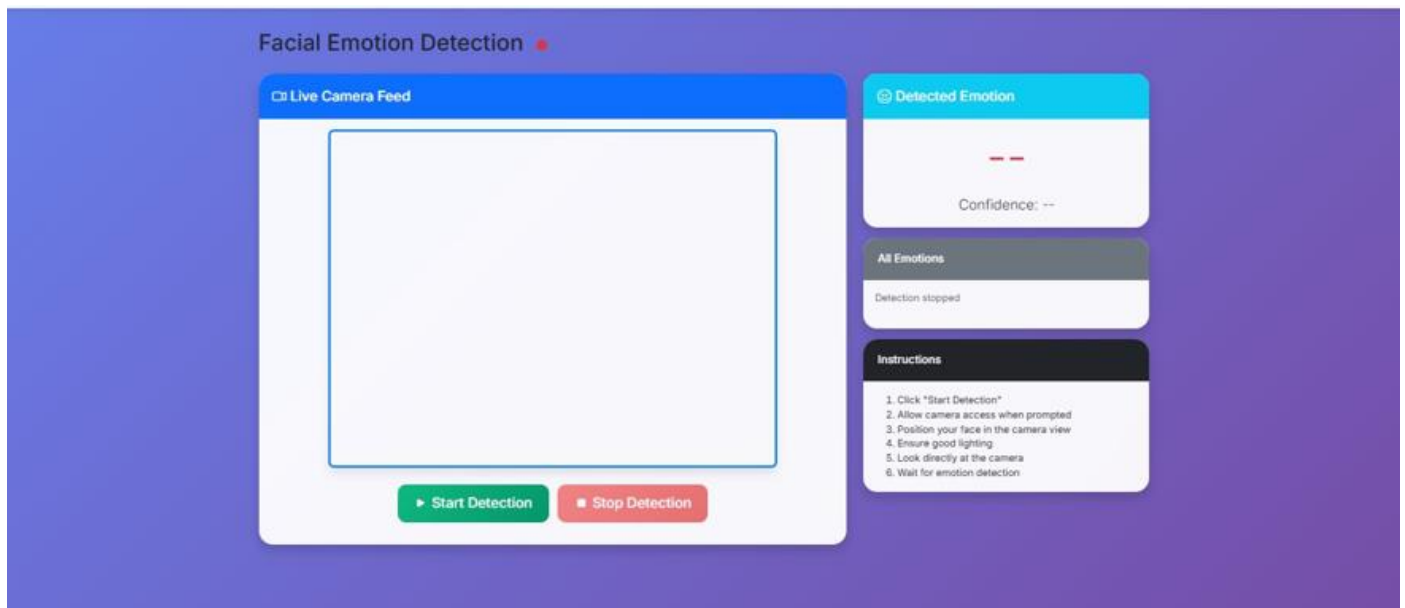 Facial Emotion Detection
Live Camera Feed
Start Detection
Stop Detection
Detected Emotion
--
Confidence: --
All Emotions
Detection stopped
Instructions
1. Click "Start Detection"
2. Allow camera access when prompted
3. Position your face in the camera view
4. Ensure good lighting
5. Look directly at the camera
6. Wait for emotion detection